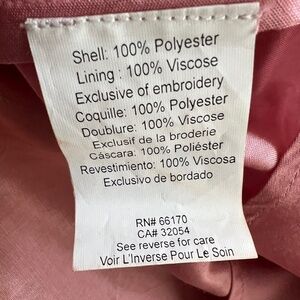 Shell: 100% Polyester
Lining : 100% Viscose
Exclusive of embroidery
Coquille: 100% Polyester
Doublure: 100% Viscose
Exclusif de la broderie
Cáscara: 100% Poliéster
Revestimiento: 100% Viscosa
Exclusivo de bordado
RN# 66170
CA# 32054
See reverse for care
Voir L'Inverse Pour Le Soin